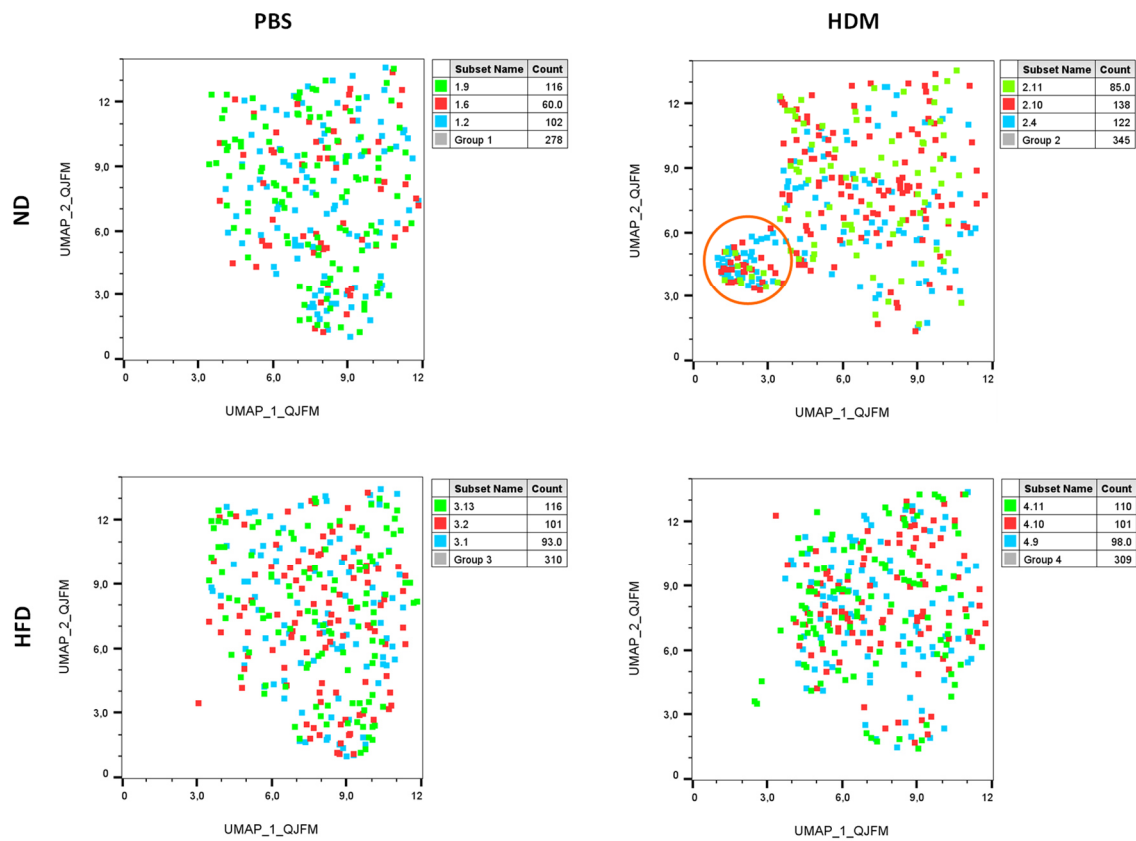 PBS
HDM
ND
UMAP_2_QJFM
12
9,0
6,0
3,0
0
0
3,0
6,0
9,0
12
UMAP_1_QJFM
Subset Name Count
1.9 116
1.6 60.0
1.2 102
Group 1 278
UMAP_2_QJFM
12
9,0
6,0
3,0
0
0
3,0
6,0
9,0
12
UMAP_1_QJFM
Subset Name Count
2.11 85.0
2.10 138
2.4 122
Group 2 345
HFD
UMAP_2_QJFM
12
9,0
6,0
3,0
0
0
3,0
6,0
9,0
12
UMAP_1_QJFM
Subset Name Count
3.13 116
3.2 101
3.1 93.0
Group 3 310
UMAP_2_QJFM
12
9,0
6,0
3,0
0
0
3,0
6,0
9,0
12
UMAP_1_QJFM
Subset Name Count
4.11 110
4.10 101
4.9 98.0
Group 4 309